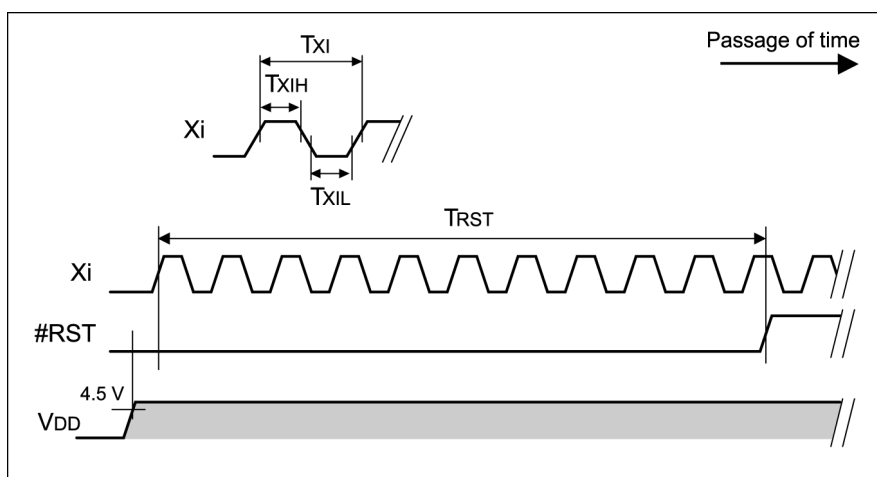 TXI
Passage of time
TXIH
Xi
TXIL
TRST
Xi
#RST
4.5 V
VDD